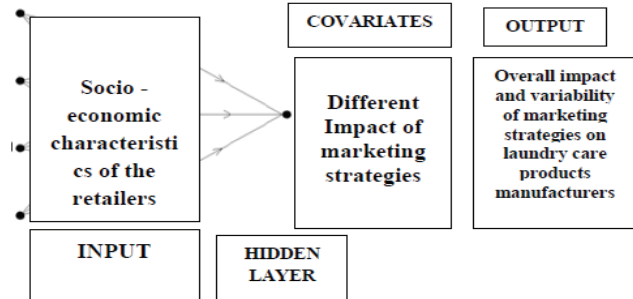 COVARIATES
OUTPUT
Socio -
economic
characteristi
cs of the
retailers
Different
Impact of
marketing
strategies
Overall impact
and variability
of marketing
strategies on
laundry care
products
manufacturers
INPUT
HIDDEN
LAYER